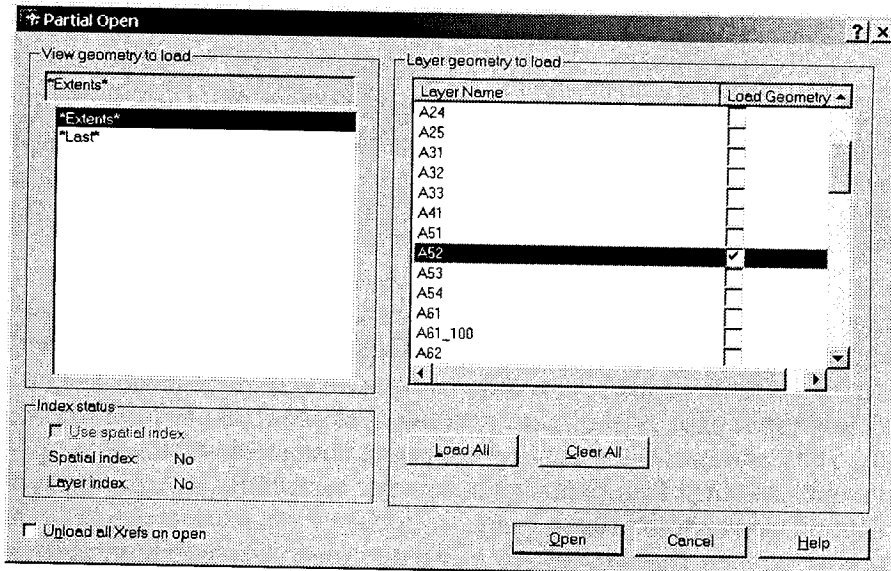 Partial Open
? ×
View geometry to load
*Extents*
*Extents*
*Last*
Index status
Use spatial index
Spatial index: No
Layer index: No
Unload all Xrefs on open
Layer geometry to load
Layer Name Load Geometry
A24
A25
A31
A32
A33
A41
A51
A52
A53
A54
A61
A61_100
A62
Load All Clear All
Open Cancel Help